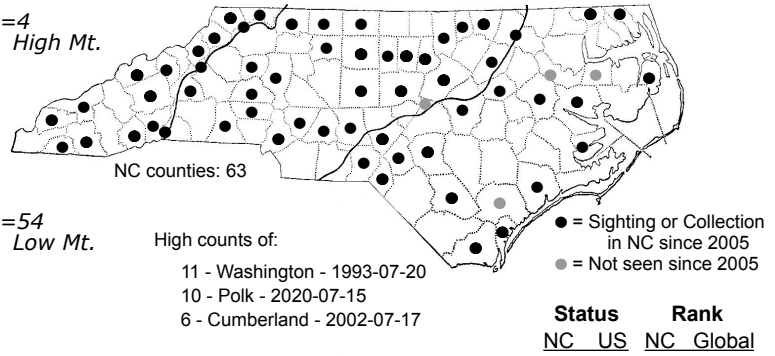 =4
High Mt.
NC counties: 63
=54
Low Mt.
High counts of:
11 - Washington - 1993-07-20
10 - Polk - 2020-07-15
6 - Cumberland - 2002-07-17
= Sighting or Collection
in NC since 2005
= Not seen since 2005
Status Rank
NC US NC Global